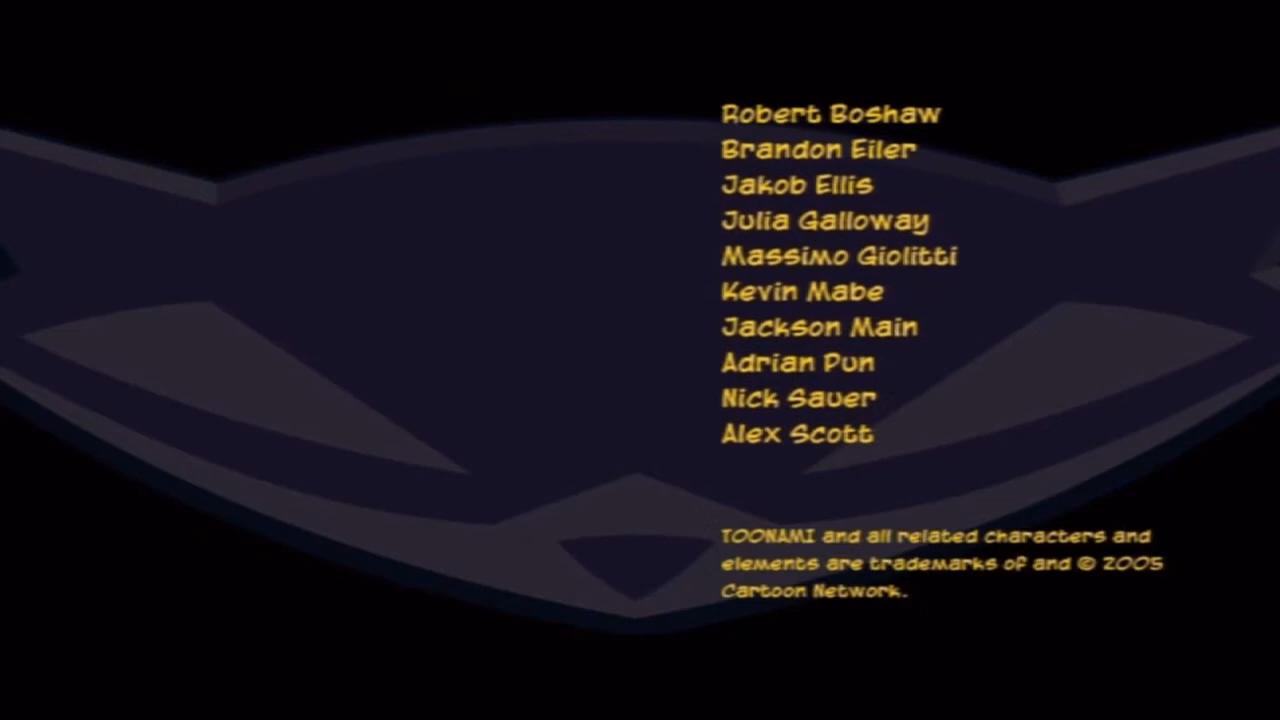 Robert Boshaw
Brandon Eiler
Jakob Ellis
Julia Galloway
Massimo Giolitti
Kevin Mabe
Jackson Main
Adrian Pun
Nick Sauer
Alex Scott
TOONAMI and all related characters and
elements are trademarks of and © 2005
Cartoon Network.